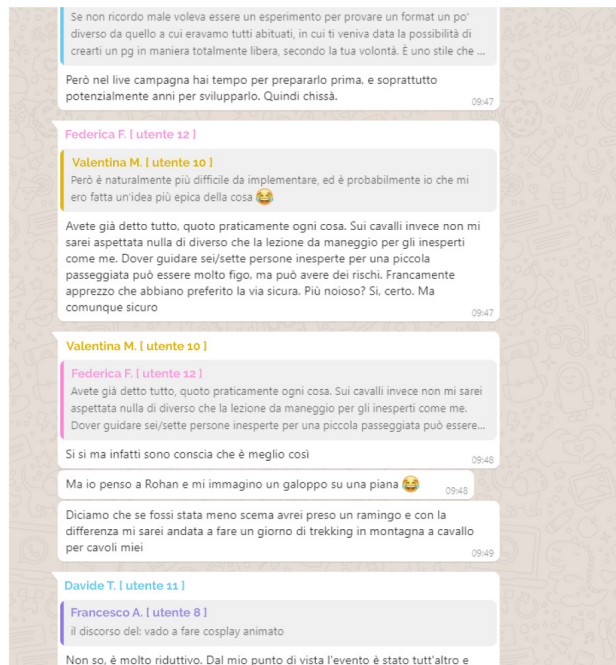 Se non ricordo male voleva essere un esperimento per provare un format un po'
diverso da quello a cui eravamo tutti abituati, in cui ti veniva data la possibilità di
crearti un pg in maniera totalmente libera, secondo la tua volontà. È uno stile che ...
Però nel live campagna hai tempo per prepararlo prima, e soprattutto
potenzialmente anni per svilupparlo. Quindi chissà.
09:47
Federica F. [ utente 12 ]
Valentina M. [ utente 10 ]
Però è naturalmente più difficile da implementare, ed è probabilmente io che mi
ero fatta un'idea più epica della cosa 😂
Avete già detto tutto, quoto praticamente ogni cosa. Sui cavalli invece non mi
sarei aspettata nulla di diverso che la lezione da maneggio per gli inesperti
come me. Dover guidare sei/sette persone inesperte per una piccola
passeggiata può essere molto figo, ma può avere dei rischi. Francamente
apprezzo che abbiano preferito la via sicura. Più noioso? Si, certo. Ma
comunque sicuro
09:47
Valentina M. [ utente 10 ]
Federica F. [ utente 12 ]
Avete già detto tutto, quoto praticamente ogni cosa. Sui cavalli invece non mi sarei
aspettata nulla di diverso che la lezione da maneggio per gli inesperti come me.
Dover guidare sei/sette persone inesperte per una piccola passeggiata può essere...
Si si ma infatti sono conscia che è meglio così
09:48
Ma io penso a Rohan e mi immagino un galoppo su una piana 😂
09:48
Diciamo che se fossi stata meno scema avrei preso un ramingo e con la
differenza mi sarei andata a fare un giorno di trekking in montagna a cavallo
per cavoli miei
09:49
Davide T. [ utente 11 ]
Francesco A. [ utente 8 ]
il discorso del: vado a fare cosplay animato
Non so, è molto riduttivo. Dal mio punto di vista l'evento è stato tutt'altro e